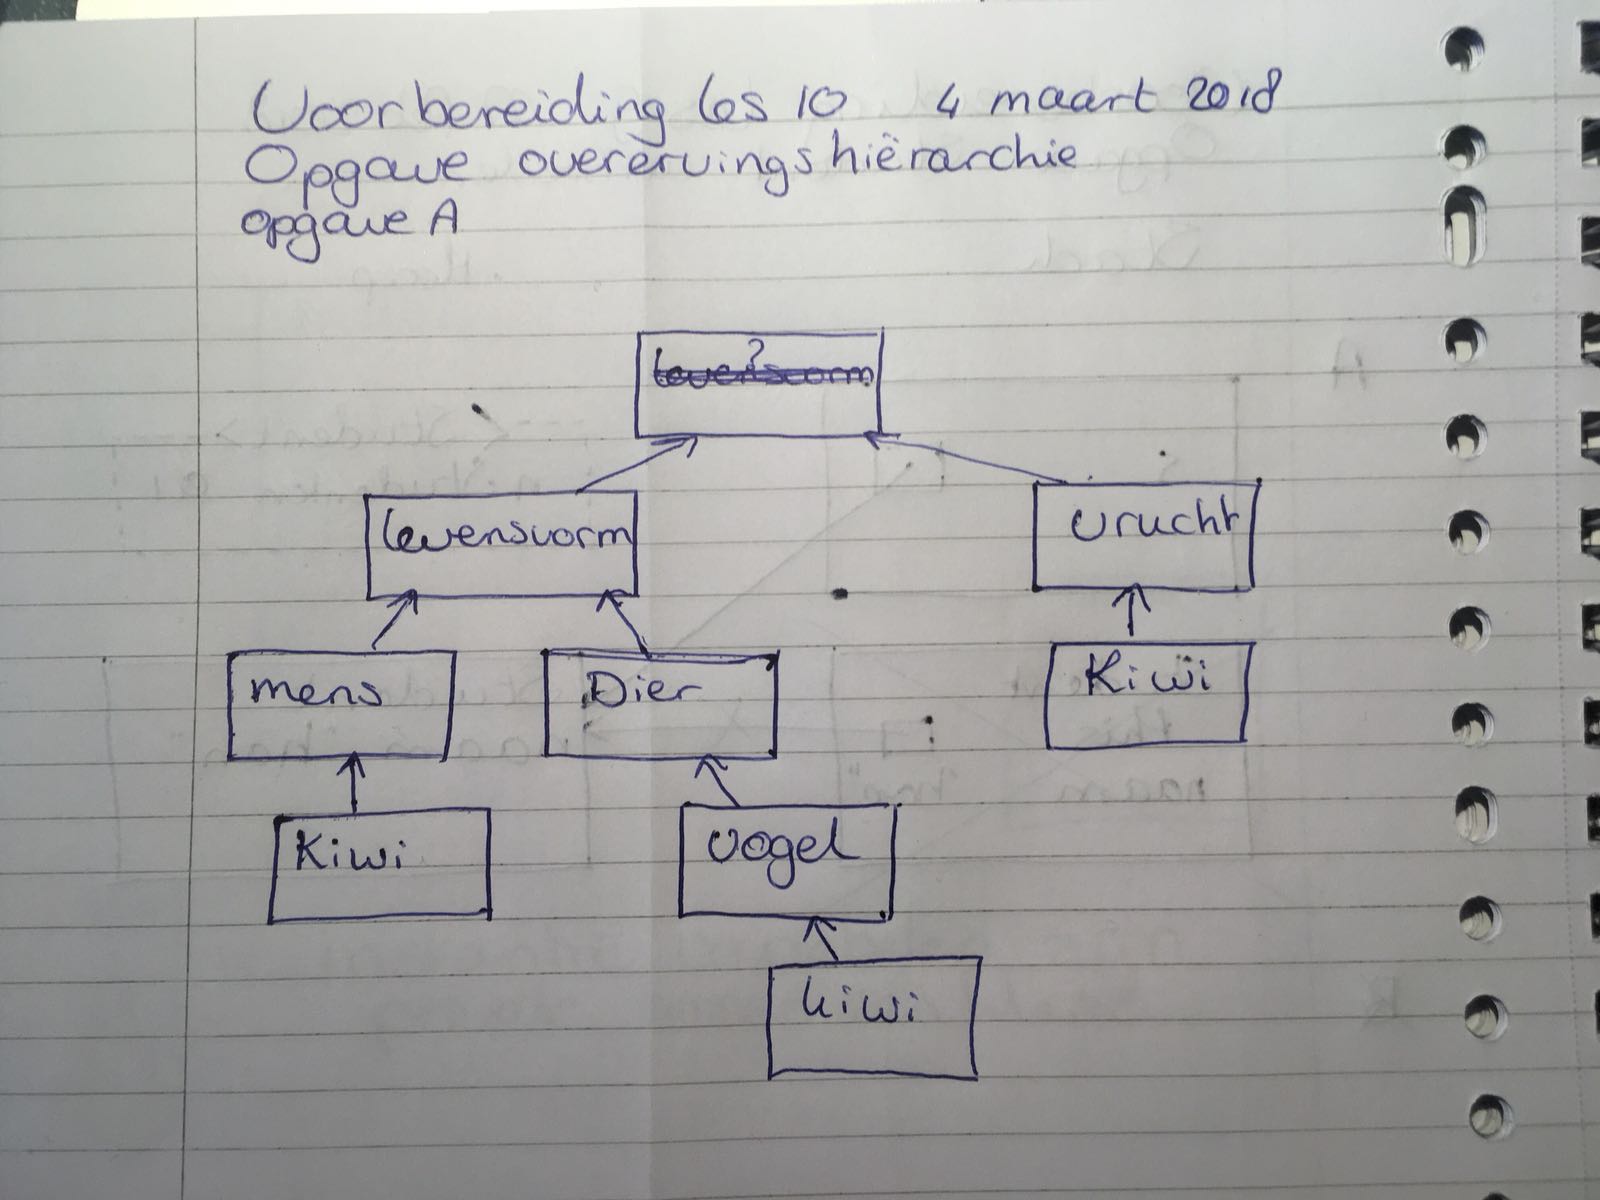 Voorbereiding les 10 4 maart 2018
Opgave overervingshiërarchie
opgave A
?
levensvorm
levensvorm
vrucht
mens
Dier
Kiwi
Kiwi
vogel
kiwi